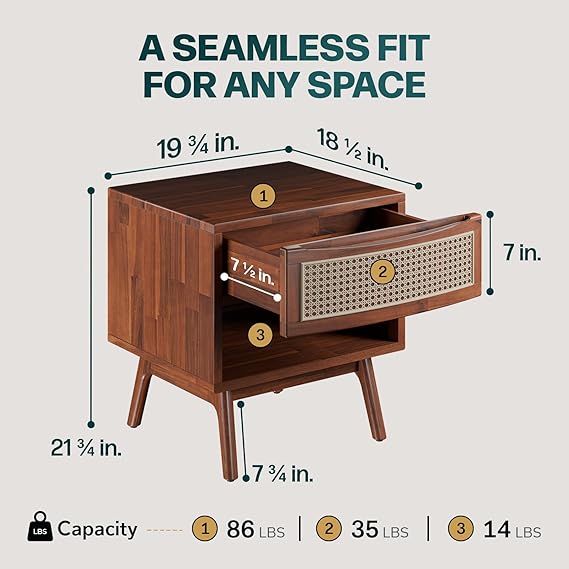 A SEAMLESS FIT
FOR ANY SPACE
19 ¾ in.
18 ½ in.
1
7 in.
7 ½ in.
2
3
21 ¾ in.
7 ¾ in.
LBS Capacity 1 86 LBS | 2 35 LBS | 3 14 LBS